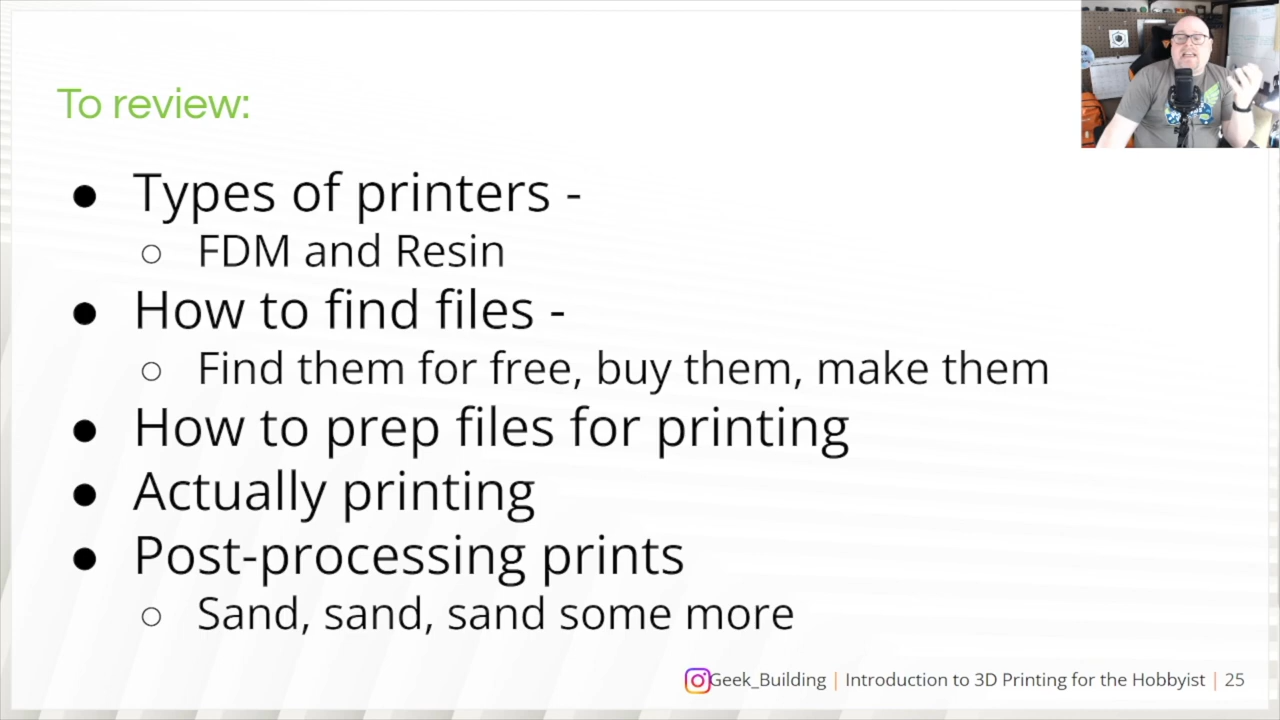 To review:
● Types of printers -
○ FDM and Resin
● How to find files -
○ Find them for free, buy them, make them
● How to prep files for printing
● Actually printing
● Post-processing prints
○ Sand, sand, sand some more
Geek_Building | Introduction to 3D Printing for the Hobbyist | 25